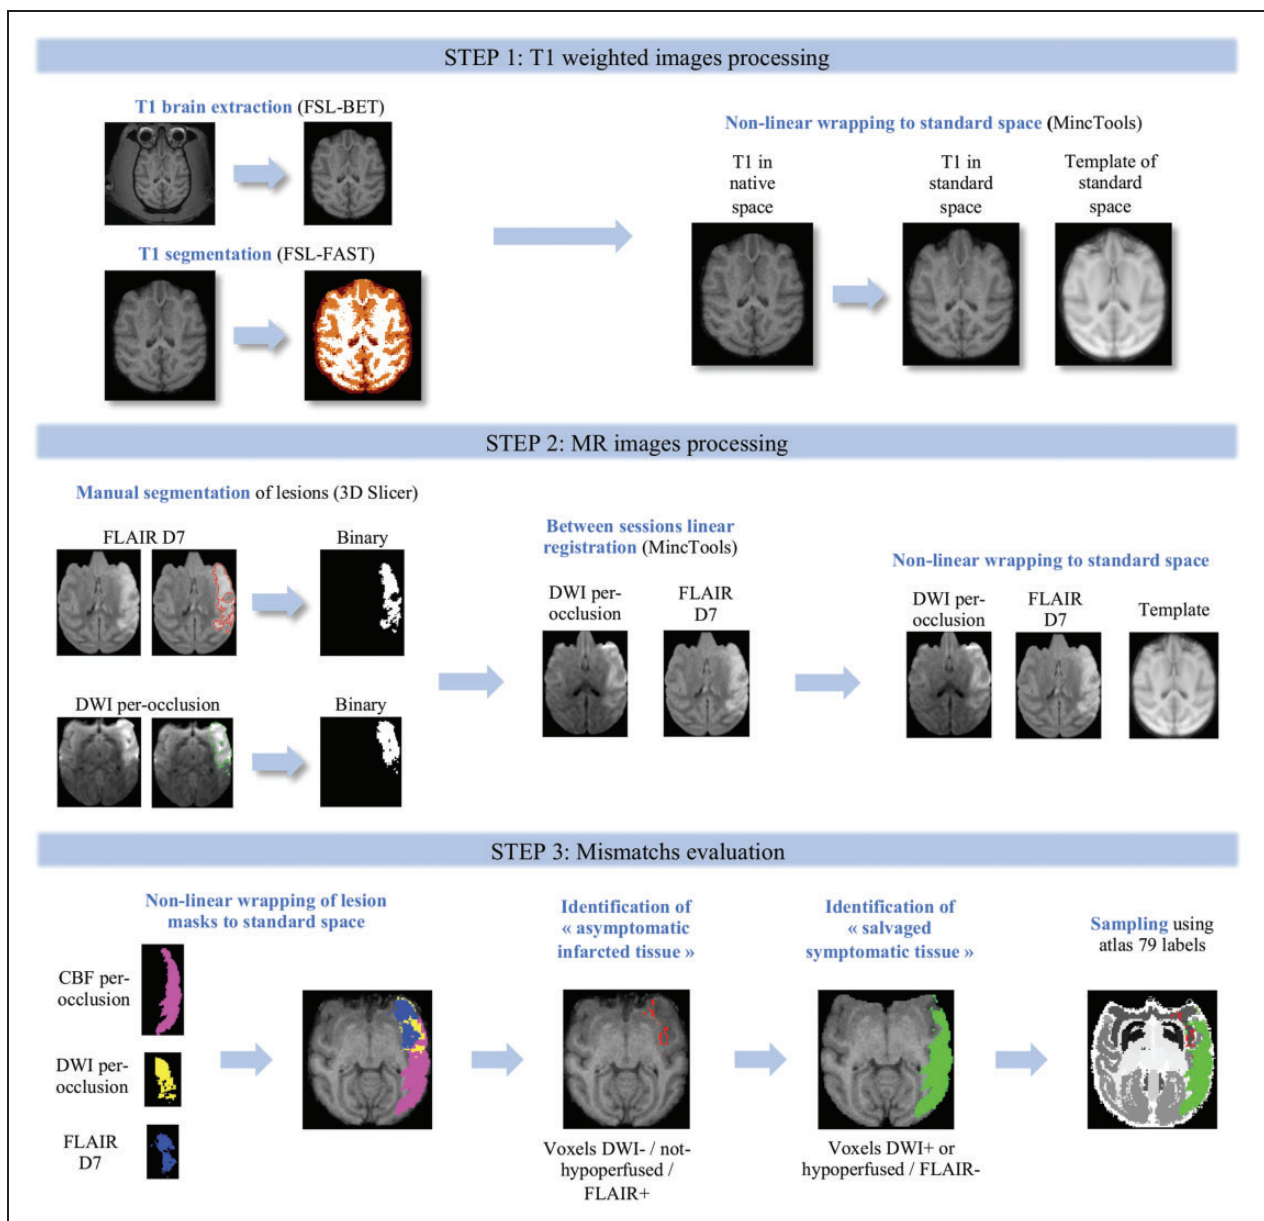 STEP 1: T1 weighted images processing
T1 brain extraction (FSL-BET)
T1 segmentation (FSL-FAST)
Non-linear wrapping to standard space (MincTools)
T1 in
native
space
T1 in
standard
space
Template of
standard
space
STEP 2: MR images processing
Manual segmentation of lesions (3D Slicer)
FLAIR D7
Binary
DWI per-occlusion
Binary
Between sessions linear
registration (MincTools)
DWI per-
occlusion
FLAIR
D7
Non-linear wrapping to standard space
DWI per-
occlusion
FLAIR
D7
Template
STEP 3: Mismatchs evaluation
Non-linear wrapping of lesion
masks to standard space
CBF per-
occlusion
DWI per-
occlusion
FLAIR
D7
Identification of
« asymptomatic
infarcted tissue »
Voxels DWI- / not-
hypoperfused /
FLAIR+
Identification of
« salvaged
symptomatic tissue »
Voxels DWI+ or
hypoperfused / FLAIR-
Sampling using
atlas 79 labels